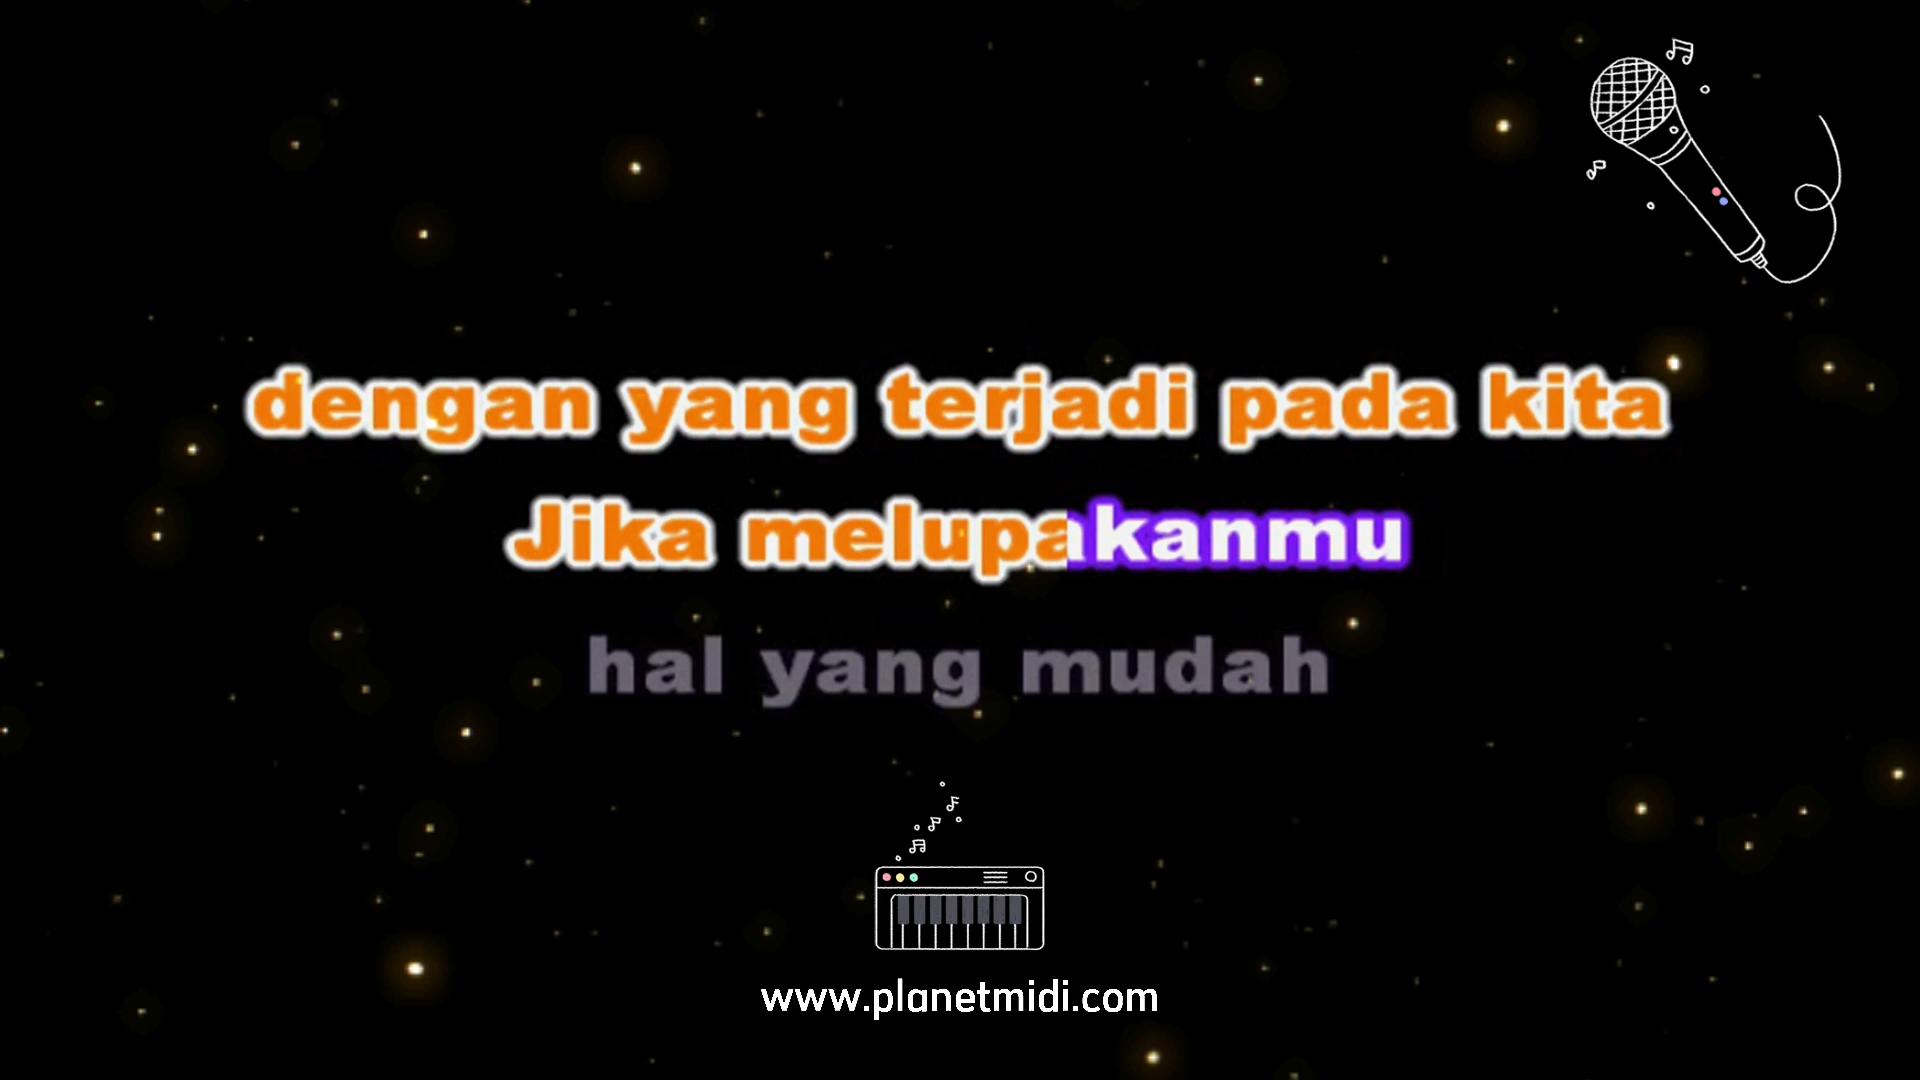 dengan yang terjadi pada kita
Jika melupakanmu
hal yang mudah
www.planetmidi.com